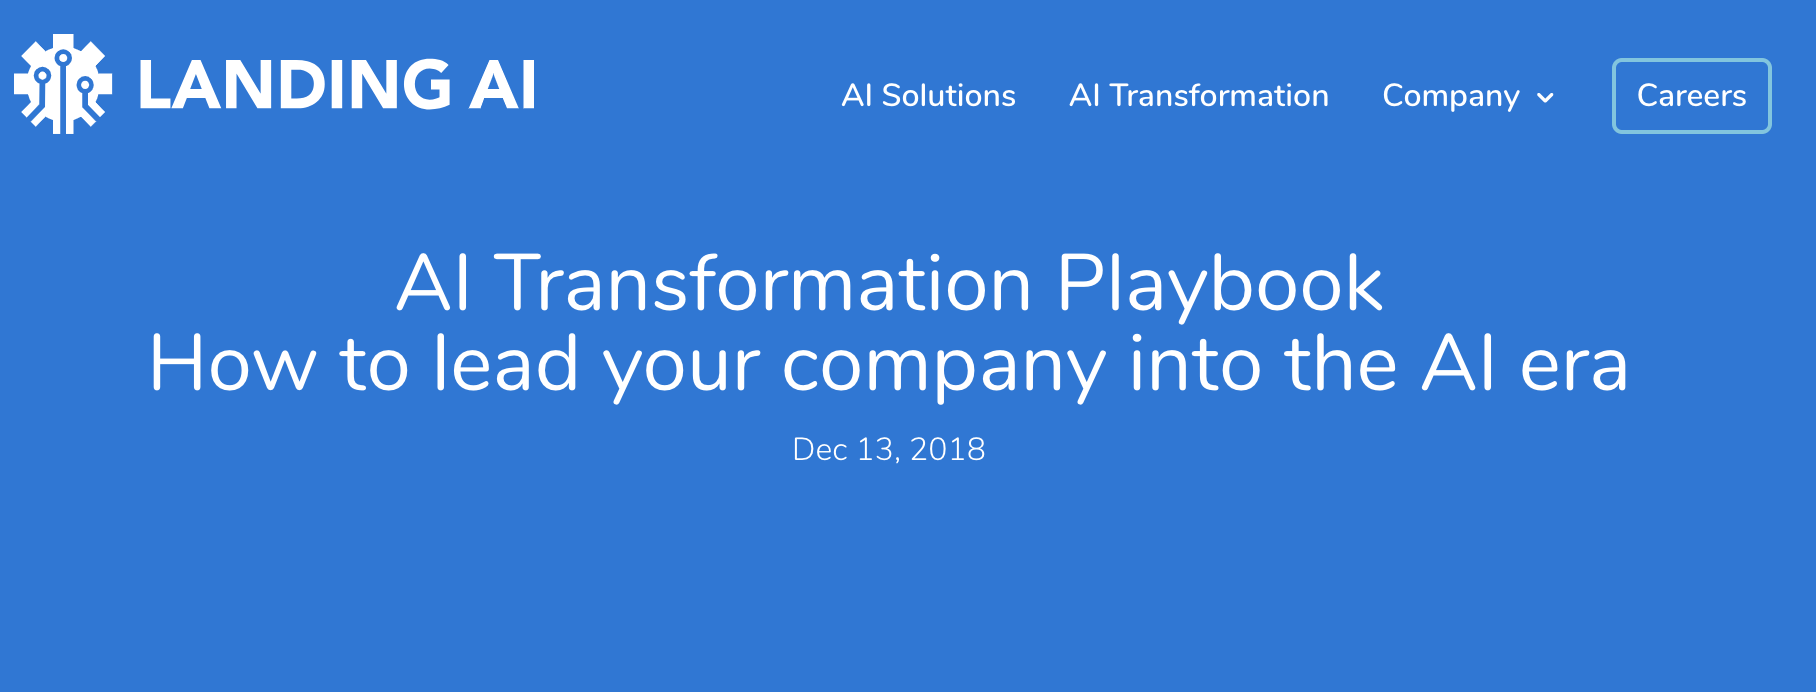 LANDING AI
AI Solutions
AI Transformation
Company
Careers
AI Transformation Playbook
How to lead your company into the AI era
Dec 13, 2018